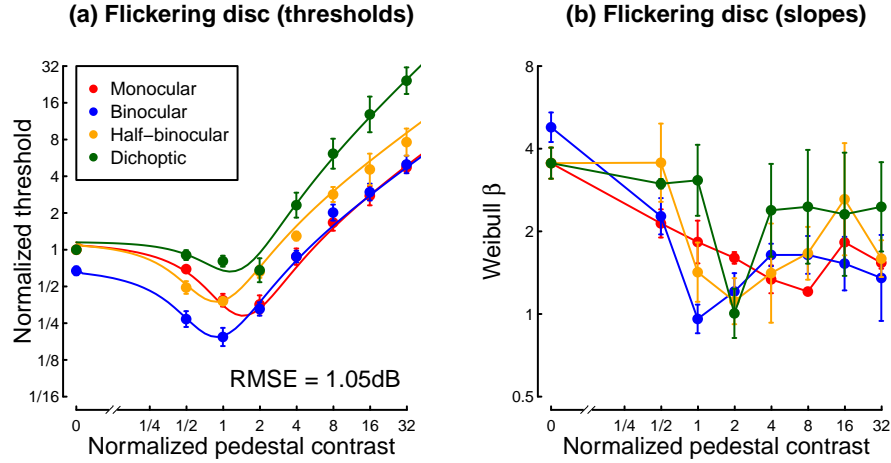 (a) Flickering disc (thresholds)
Normalized threshold
32
16
8
4
2
1
1/2
1/4
1/8
1/16
Monocular
Binocular
Half−binocular
Dichoptic
RMSE = 1.05dB
0 1/4 1/2 1 2 4 8 16 32
Normalized pedestal contrast
(b) Flickering disc (slopes)
Weibull β
8
4
2
1
0.5
0 1/4 1/2 1 2 4 8 16 32
Normalized pedestal contrast